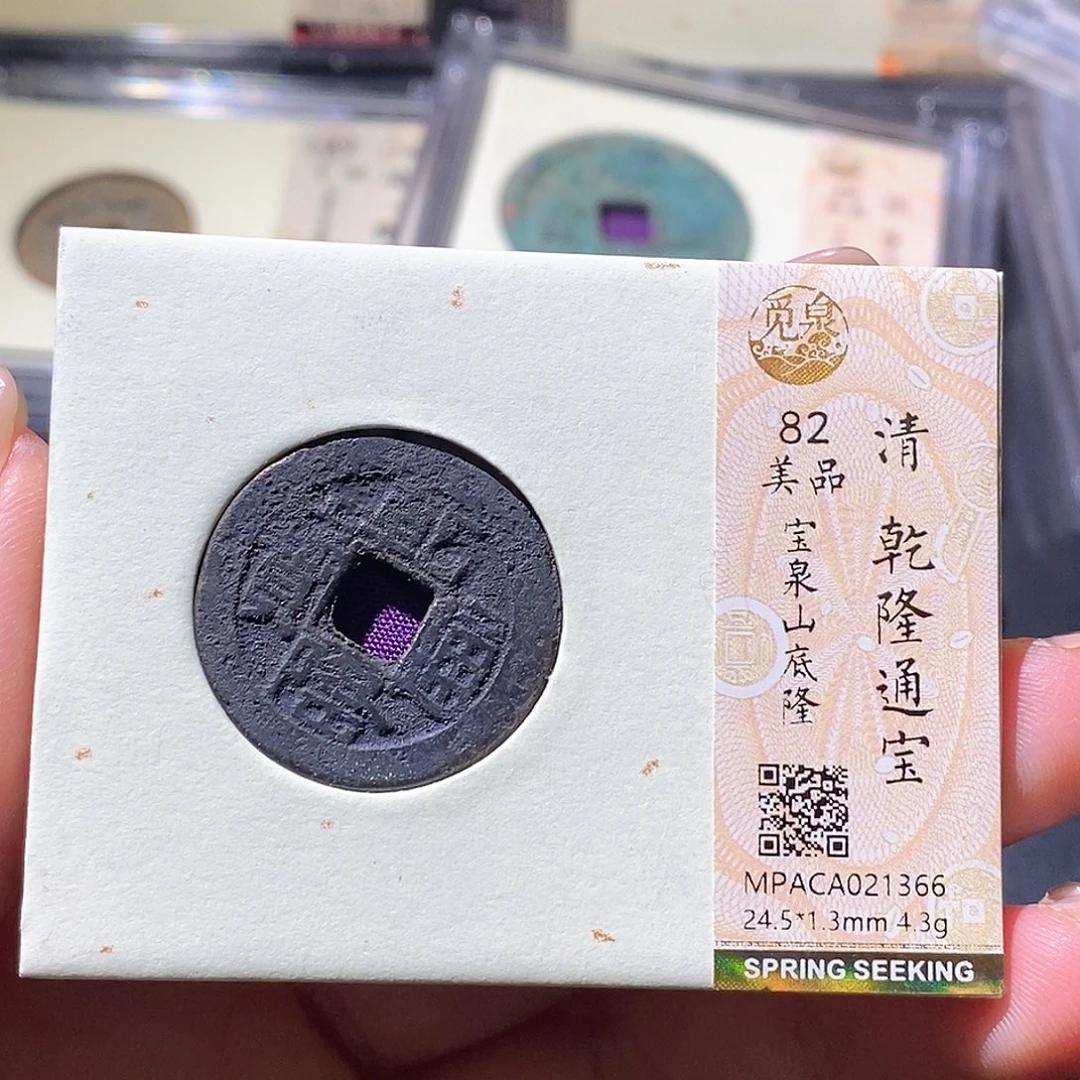 觅泉
82
美品
清 乾隆通宝
宝泉山底隆
MPACA021366
24.5*1.3mm 4.3g
SPRING SEEKING